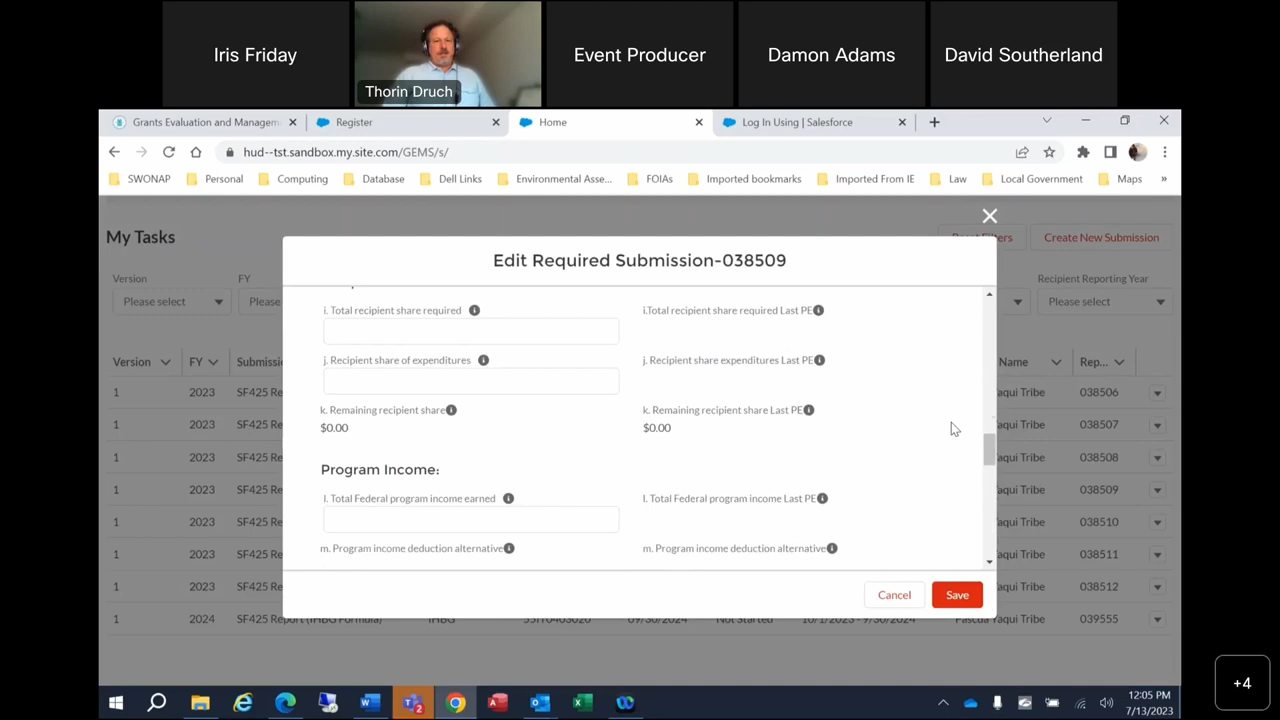 Iris Friday
Thorin Druch
Event Producer
Damon Adams
David Southerland
Grants Evaluation and Managem
Register
Home
Log In Using | Salesforce
hud--tst.sandbox.my.site.com/GEMS/s/
SWONAP Personal Computing Database Dell Links Environmental Asse... FOIAs Imported bookmarks Imported From IE Law Local Government Maps »
My Tasks
Create New Submission
Version
FY
Recipient Reporting Year
Please select
Please
Please select
Edit Required Submission-038509
i. Total recipient share required
i.Total recipient share required Last PE
j. Recipient share of expenditures
j. Recipient share expenditures Last PE
k. Remaining recipient share
k. Remaining recipient share Last PE
$0.00
$0.00
Program Income:
l. Total Federal program income earned
l. Total Federal program income Last PE
m. Program income deduction alternative
m. Program income deduction alternative
Cancel
Save
Version FY Submiss Name Rep...
1 2023 SF425 Re aqui Tribe 038506
1 2023 SF425 Re aqui Tribe 038507
1 2023 SF425 Re aqui Tribe 038508
1 2023 SF425 Re aqui Tribe 038509
1 2023 SF425 Re aqui Tribe 038510
1 2023 SF425 Re aqui Tribe 038511
1 2023 SF425 Re aqui Tribe 038512
1 2024 SF425 Report (IHBG Formula) IHBG 09/30/2024 Not Started 10/1/2023 - 9/30/2024 Pascua Yaqui Tribe 039555
12:05 PM
7/13/2023
+4